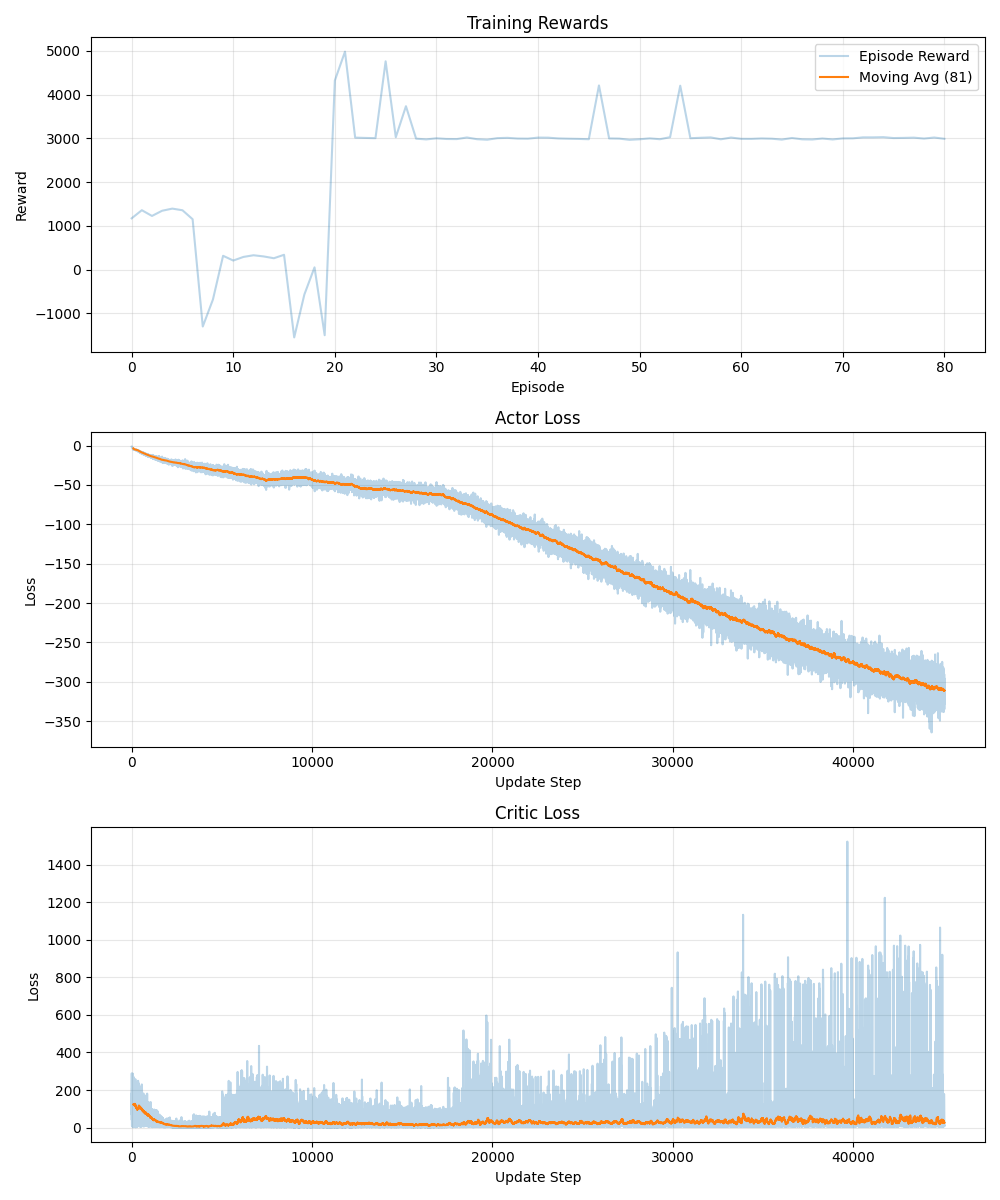 Training Rewards
5000
4000
3000
2000
1000
0
−1000
Reward
Episode Reward
Moving Avg (81)
0 10 20 30 40 50 60 70 80
Episode
Actor Loss
0
−50
−100
−150
−200
−250
−300
−350
Loss
0 10000 20000 30000 40000
Update Step
Critic Loss
1400
1200
1000
800
600
400
200
0
Loss
0 10000 20000 30000 40000
Update Step